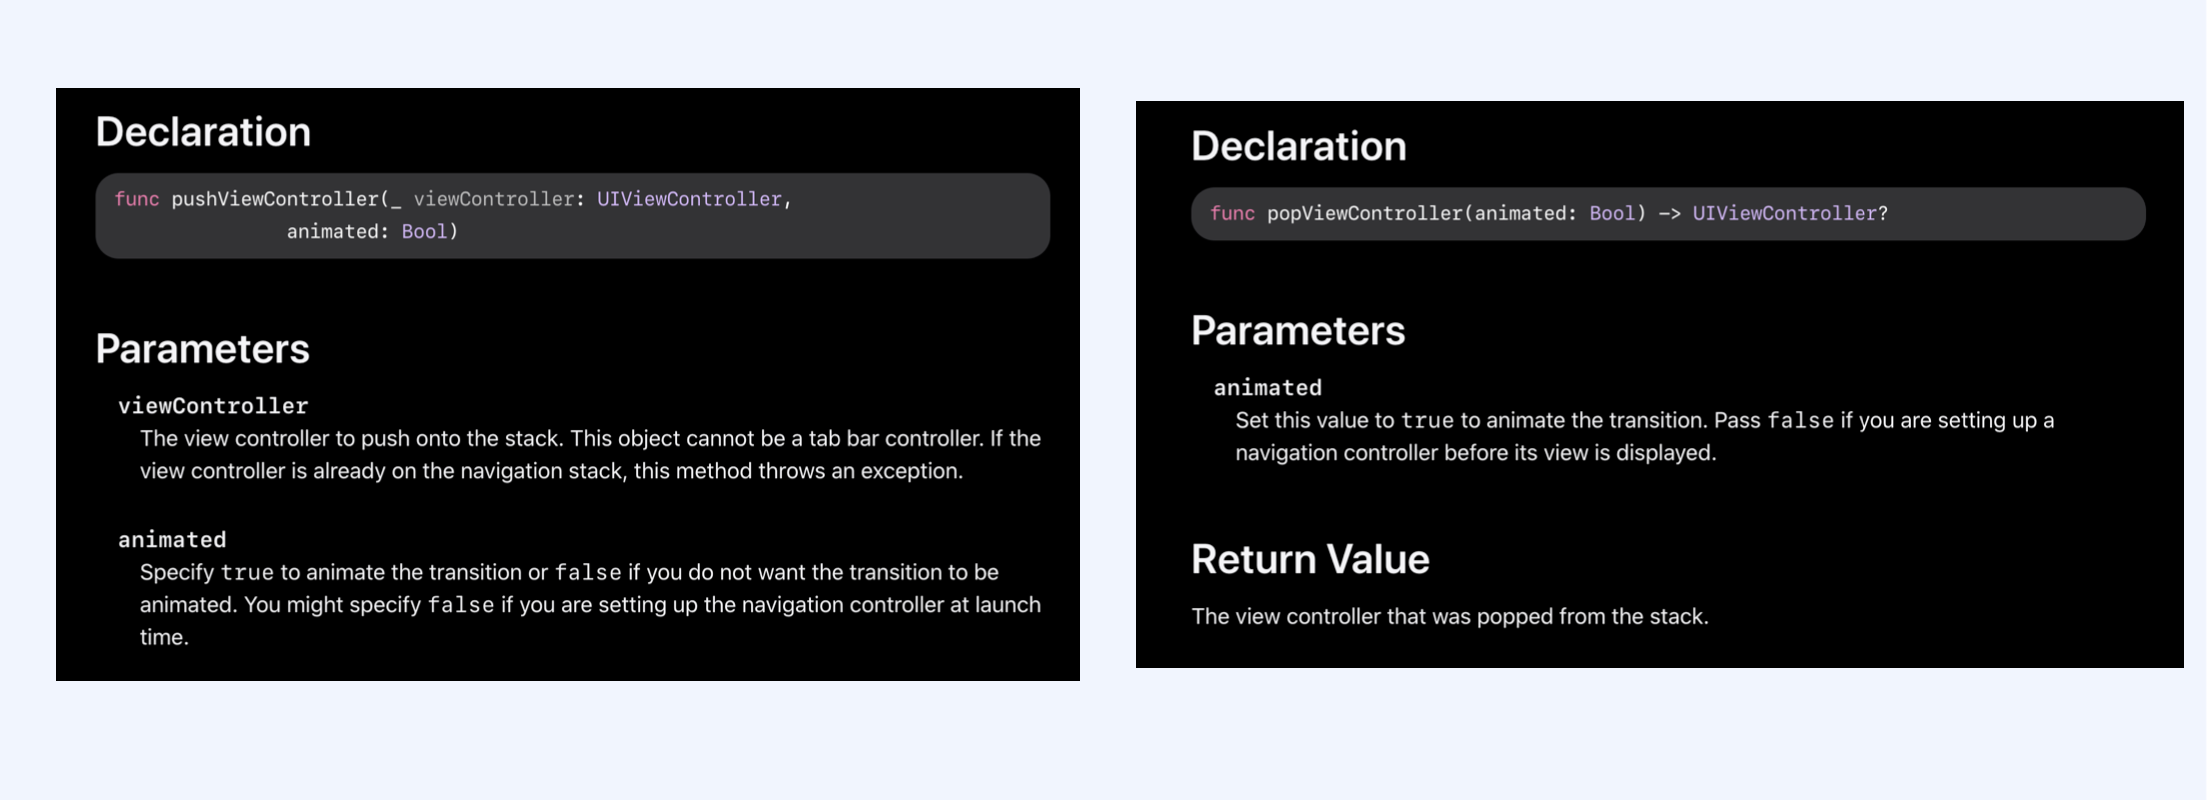 Declaration
func pushViewController(_ viewController: UIViewController,
animated: Bool)
Parameters
viewController
The view controller to push onto the stack. This object cannot be a tab bar controller. If the
view controller is already on the navigation stack, this method throws an exception.
animated
Specify true to animate the transition or false if you do not want the transition to be
animated. You might specify false if you are setting up the navigation controller at launch
time.
Declaration
func popViewController(animated: Bool) -> UIViewController?
Parameters
animated
Set this value to true to animate the transition. Pass false if you are setting up a
navigation controller before its view is displayed.
Return Value
The view controller that was popped from the stack.